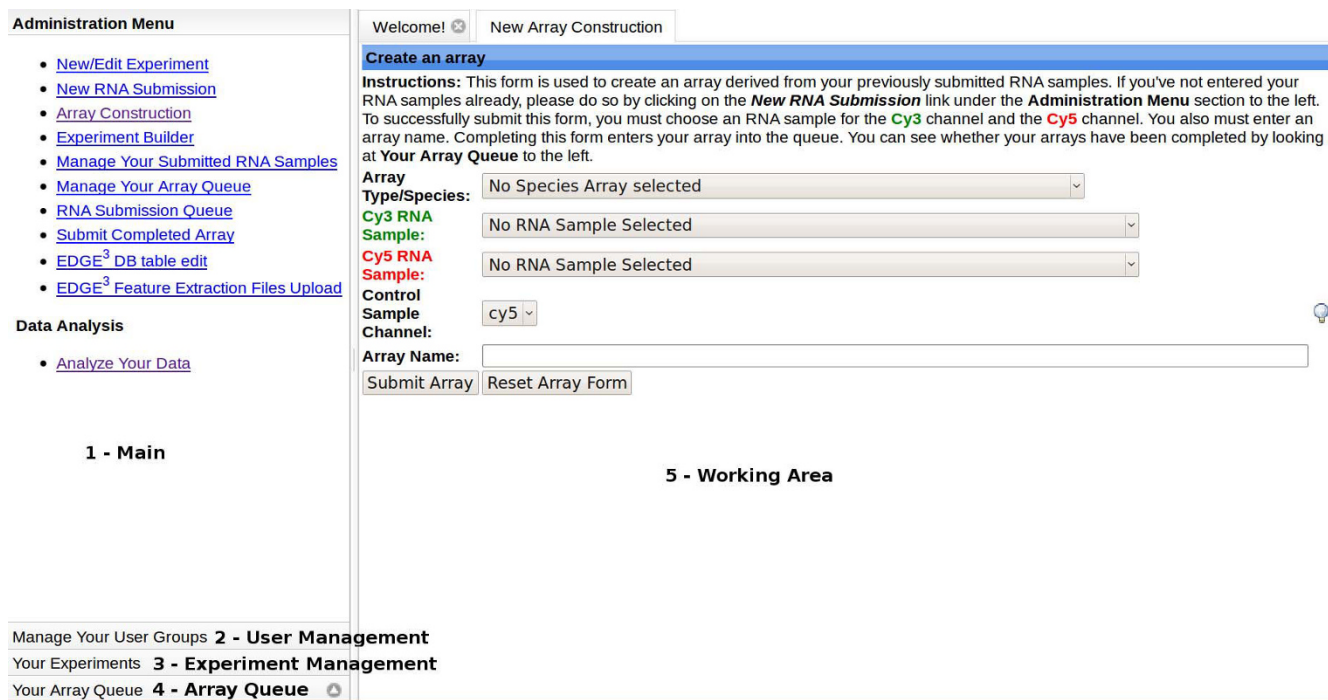 Administration Menu
New/Edit Experiment
New RNA Submission
Array Construction
Experiment Builder
Manage Your Submitted RNA Samples
Manage Your Array Queue
RNA Submission Queue
Submit Completed Array
EDGE3 DB table edit
EDGE3 Feature Extraction Files Upload
Data Analysis
Analyze Your Data
1 - Main
Manage Your User Groups 2 - User Management
Your Experiments 3 - Experiment Management
Your Array Queue 4 - Array Queue
Welcome! New Array Construction
Create an array
Instructions: This form is used to create an array derived from your previously submitted RNA samples. If you've not entered your
RNA samples already, please do so by clicking on the New RNA Submission link under the Administration Menu section to the left.
To successfully submit this form, you must choose an RNA sample for the Cy3 channel and the Cy5 channel. You also must enter an
array name. Completing this form enters your array into the queue. You can see whether your arrays have been completed by looking
at Your Array Queue to the left.
Array
Type/Species:
No Species Array selected
Cy3 RNA
Sample:
No RNA Sample Selected
Cy5 RNA
Sample:
No RNA Sample Selected
Control
Sample
Channel:
cy5
Array Name:
Submit Array Reset Array Form
5 - Working Area